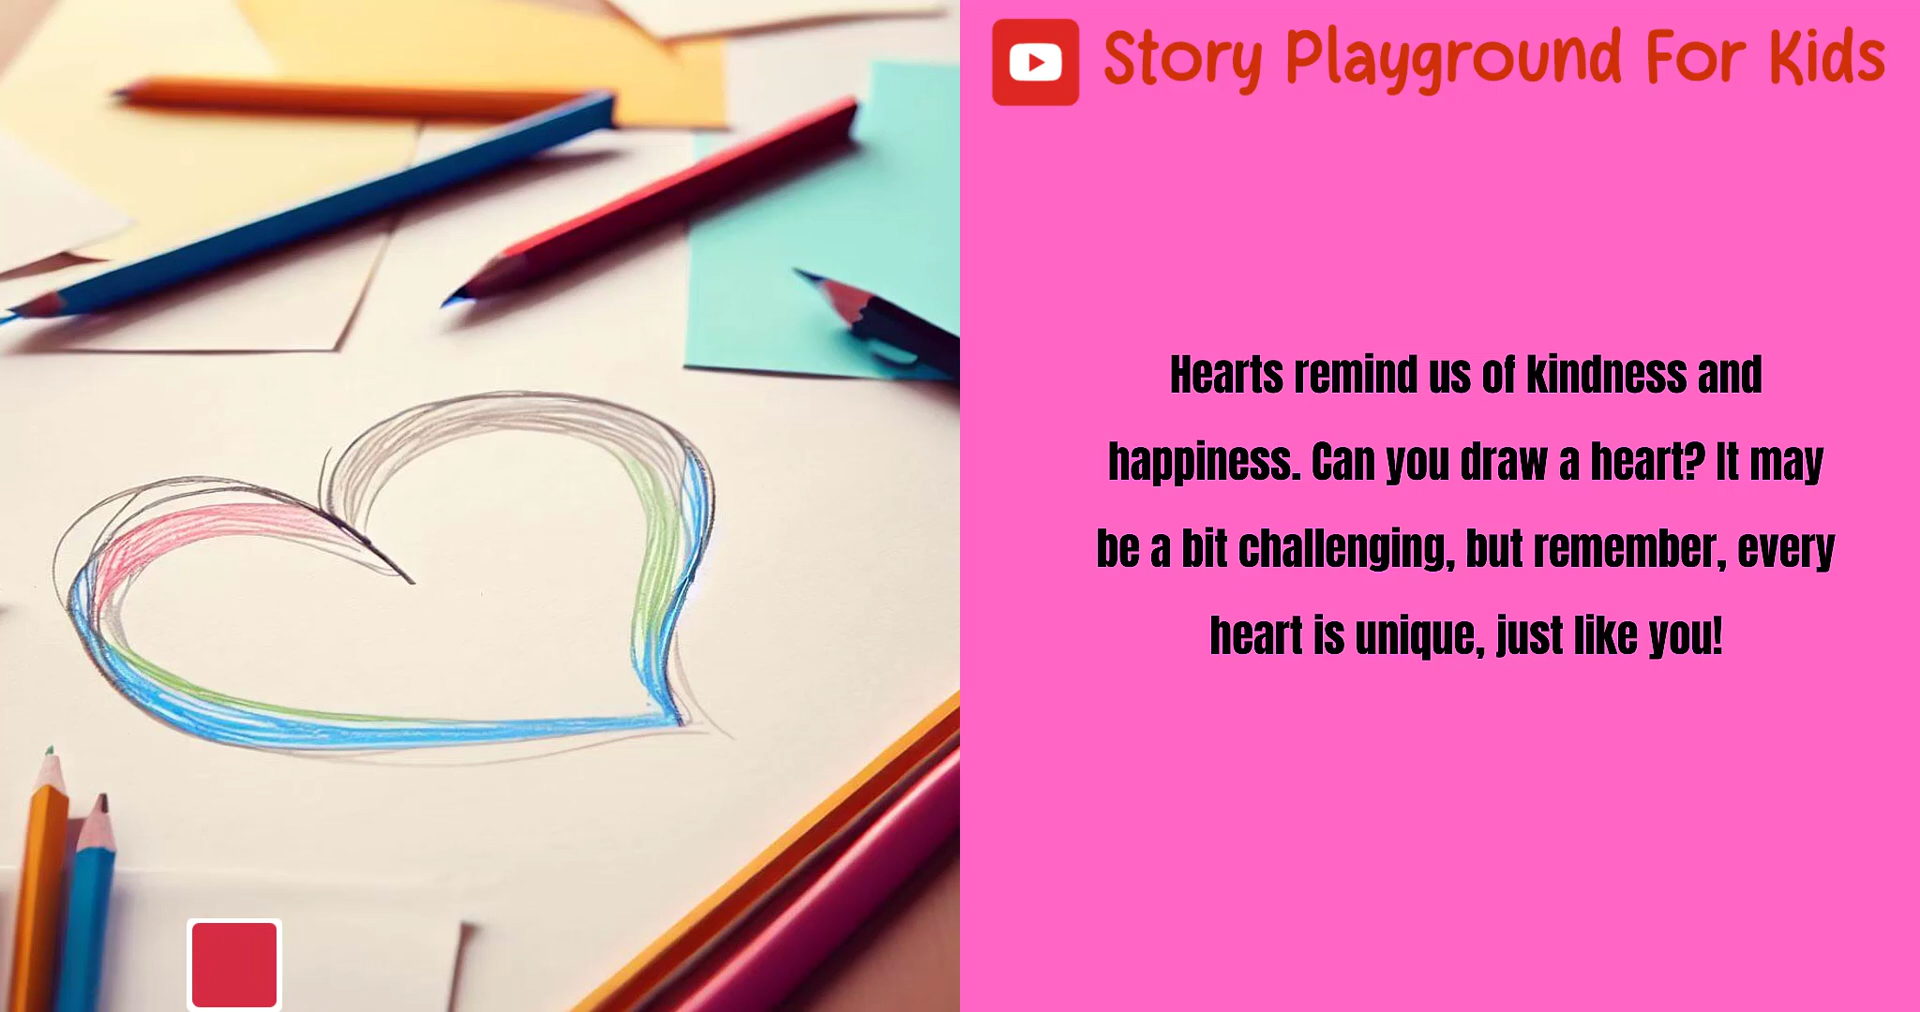 Story Playground For Kids
Hearts remind us of kindness and
happiness. Can you draw a heart? It may
be a bit challenging, but remember, every
heart is unique, just like you!